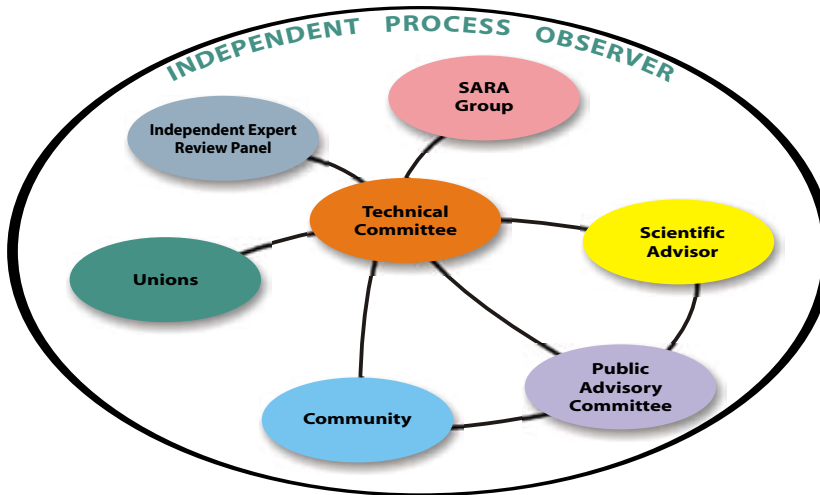 INDEPENDENT PROCESS OBSERVER
SARA
Group
Independent Expert
Review Panel
Technical
Committee
Scientific
Advisor
Unions
Public
Advisory
Committee
Community